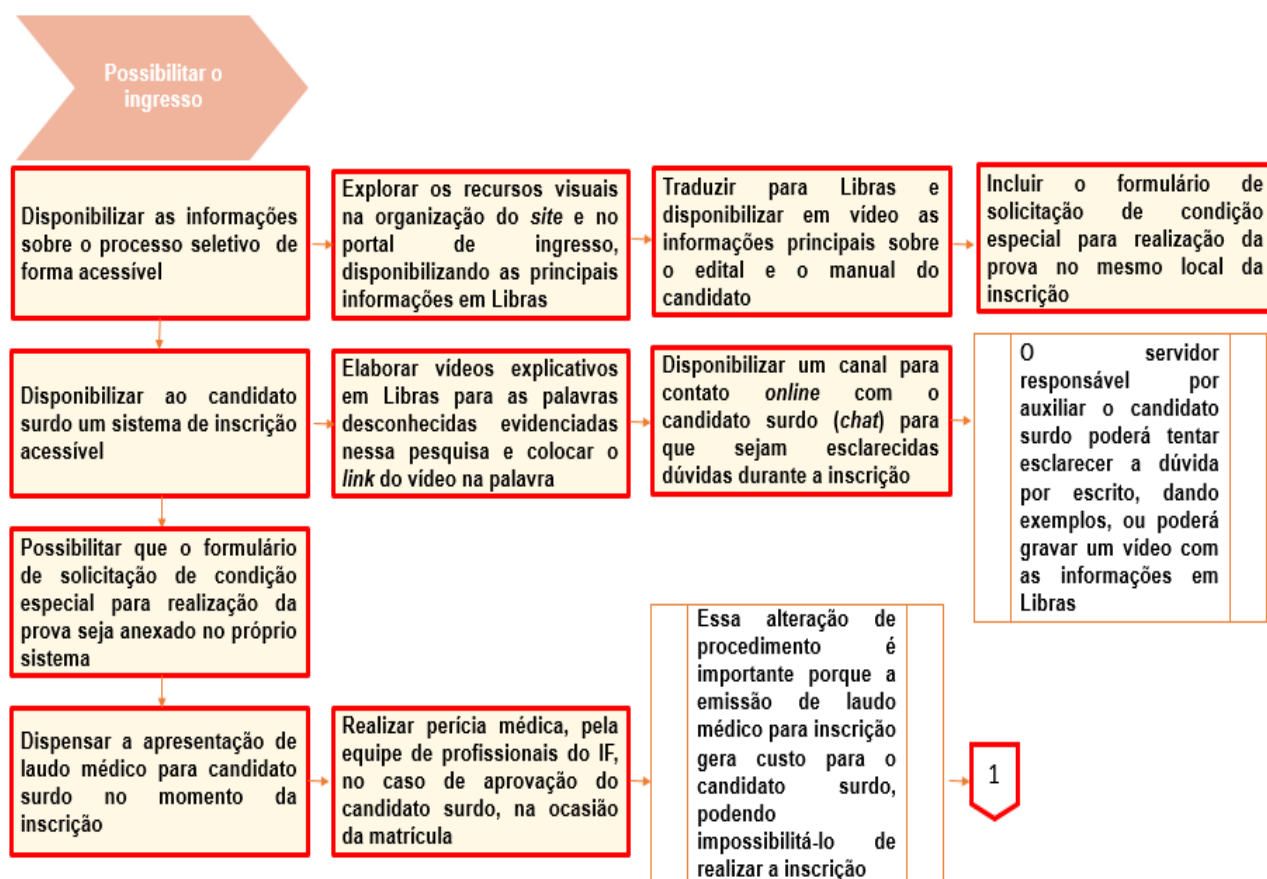 Possibilitar o
ingresso
Disponibilizar as informações
sobre o processo seletivo de
forma acessível
Explorar os recursos visuais
na organização do site e no
portal de ingresso,
disponibilizando as principais
informações em Libras
Traduzir para Libras e
disponibilizar em vídeo as
informações principais sobre
o edital e o manual do
candidato
Incluir o formulário de
solicitação de condição
especial para realização da
prova no mesmo local da
inscrição
Disponibilizar ao candidato
surdo um sistema de inscrição
acessível
Elaborar vídeos explicativos
em Libras para as palavras
desconhecidas evidenciadas
nessa pesquisa e colocar o
link do vídeo na palavra
Disponibilizar um canal para
contato online com o
candidato surdo (chat) para
que sejam esclarecidas
dúvidas durante a inscrição
O servidor
responsável por
auxiliar o candidato
surdo poderá tentar
esclarecer a dúvida
por escrito, dando
exemplos, ou poderá
gravar um vídeo com
as informações em
Libras
Possibilitar que o formulário
de solicitação de condição
especial para realização da
prova seja anexado no próprio
sistema
Dispensar a apresentação de
laudo médico para candidato
surdo no momento da
inscrição
Realizar perícia médica, pela
equipe de profissionais do IF,
no caso de aprovação do
candidato surdo, na ocasião
da matrícula
Essa alteração de
procedimento é
importante porque a
emissão de laudo
médico para inscrição
gera custo para o
candidato surdo,
podendo
impossibilitá-lo de
realizar a inscrição
1